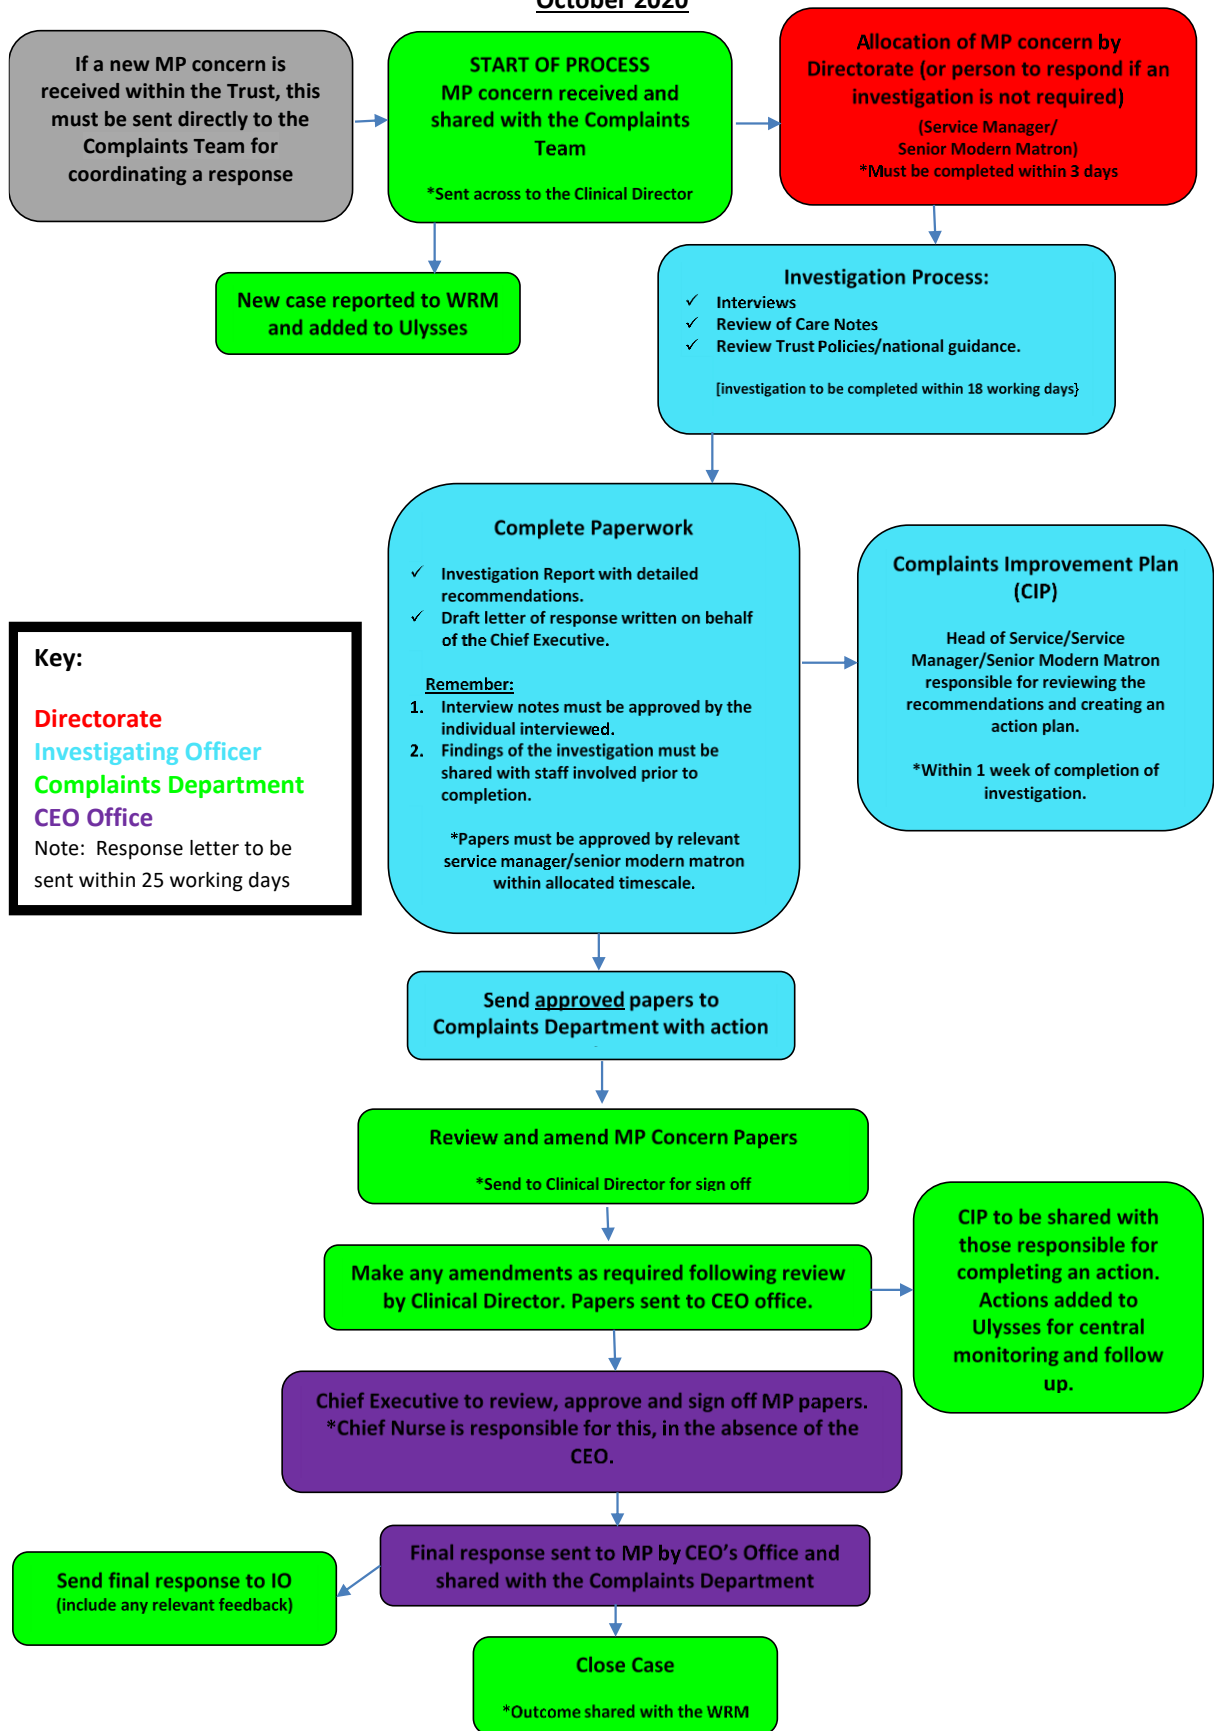 October 2020
If a new MP concern is
received within the Trust, this
must be sent directly to the
Complaints Team for
coordinating a response
START OF PROCESS
MP concern received and
shared with the Complaints
Team
*Sent across to the Clinical Director
Allocation of MP concern by
Directorate (or person to respond if an
investigation is not required)
(Service Manager/
Senior Modern Matron)
*Must be completed within 3 days
New case reported to WRM
and added to Ulysses
Investigation Process:
✓ Interviews
✓ Review of Care Notes
✓ Review Trust Policies/national guidance.
[investigation to be completed within 18 working days}
Complete Paperwork
✓ Investigation Report with detailed
recommendations.
✓ Draft letter of response written on behalf
of the Chief Executive.
Remember:
1. Interview notes must be approved by the
individual interviewed.
2. Findings of the investigation must be
shared with staff involved prior to
completion.
*Papers must be approved by relevant
service manager/senior modern matron
within allocated timescale.
Complaints Improvement Plan
(CIP)
Head of Service/Service
Manager/Senior Modern Matron
responsible for reviewing the
recommendations and creating an
action plan.
*Within 1 week of completion of
investigation.
Key:
Directorate
Investigating Officer
Complaints Department
CEO Office
Note: Response letter to be
sent within 25 working days
Send approved papers to
Complaints Department with action
Review and amend MP Concern Papers
*Send to Clinical Director for sign off
Make any amendments as required following review
by Clinical Director. Papers sent to CEO office.
CIP to be shared with
those responsible for
completing an action.
Actions added to
Ulysses for central
monitoring and follow
up.
Chief Executive to review, approve and sign off MP papers.
*Chief Nurse is responsible for this, in the absence of the
CEO.
Final response sent to MP by CEO's Office and
shared with the Complaints Department
Send final response to IO
(include any relevant feedback)
Close Case
*Outcome shared with the WRM